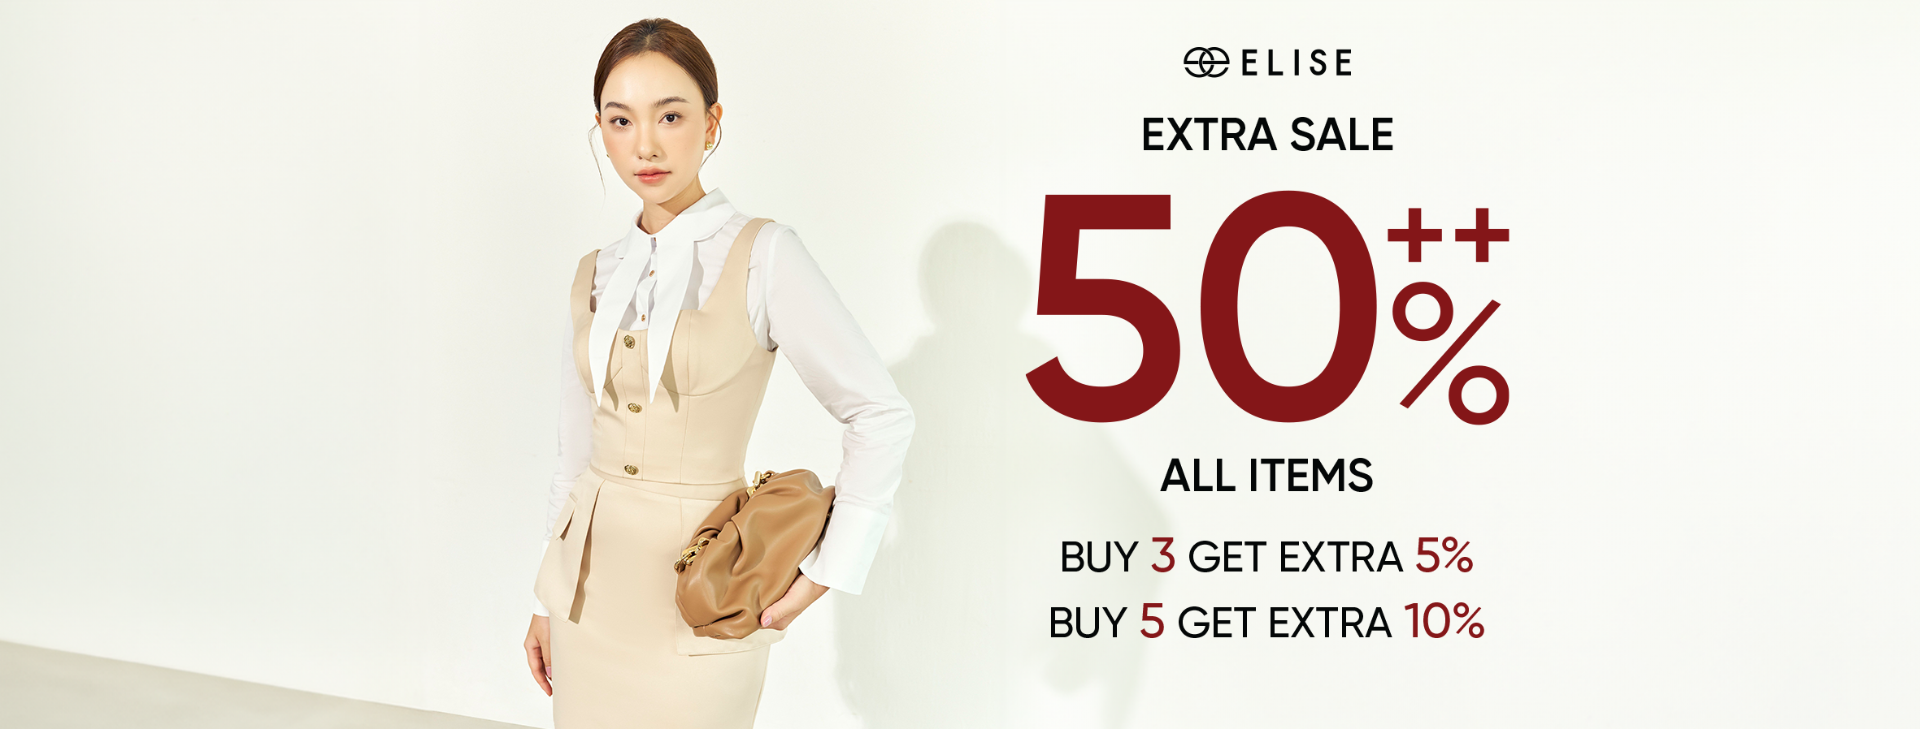 ELISE
EXTRA SALE
50++%
ALL ITEMS
BUY 3 GET EXTRA 5%
BUY 5 GET EXTRA 10%